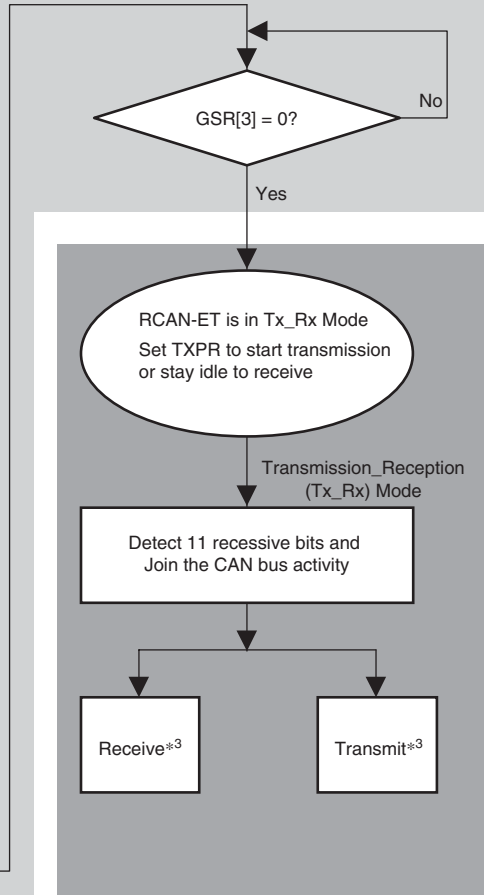 GSR[3] = 0?
No
Yes
RCAN-ET is in Tx_Rx Mode
Set TXPR to start transmission
or stay idle to receive
Transmission_Reception
(Tx_Rx) Mode
Detect 11 recessive bits and
Join the CAN bus activity
Receive*3
Transmit*3